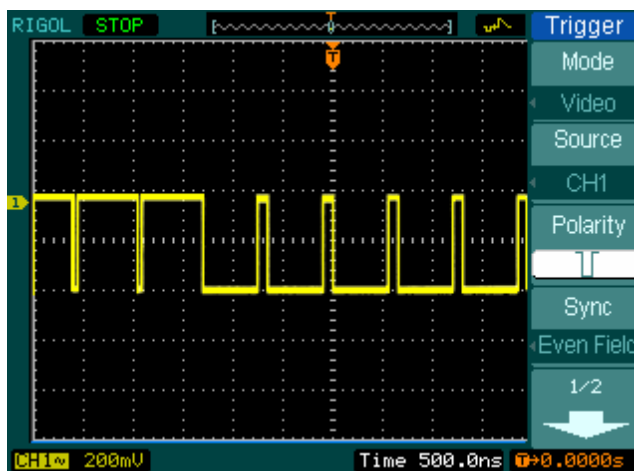 RIGOL STOP
T
T
1
Trigger
Mode
Video
Source
CH1
Polarity
Sync
Even Field
1/2
CH1~ 200mV Time 500.0ns T→0.0000s